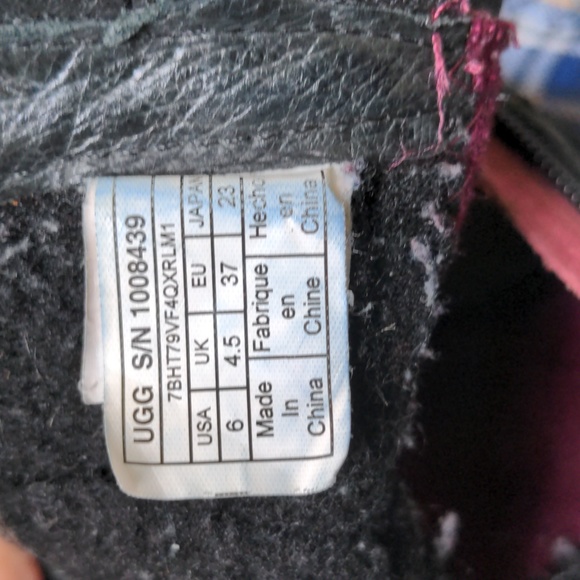 UGG S/N 1008439
7BHT79VF4QXRLM1
USA UK EU JAPAN
6 4.5 37 23
Made Fabrique Hecho
In en en
China Chine China